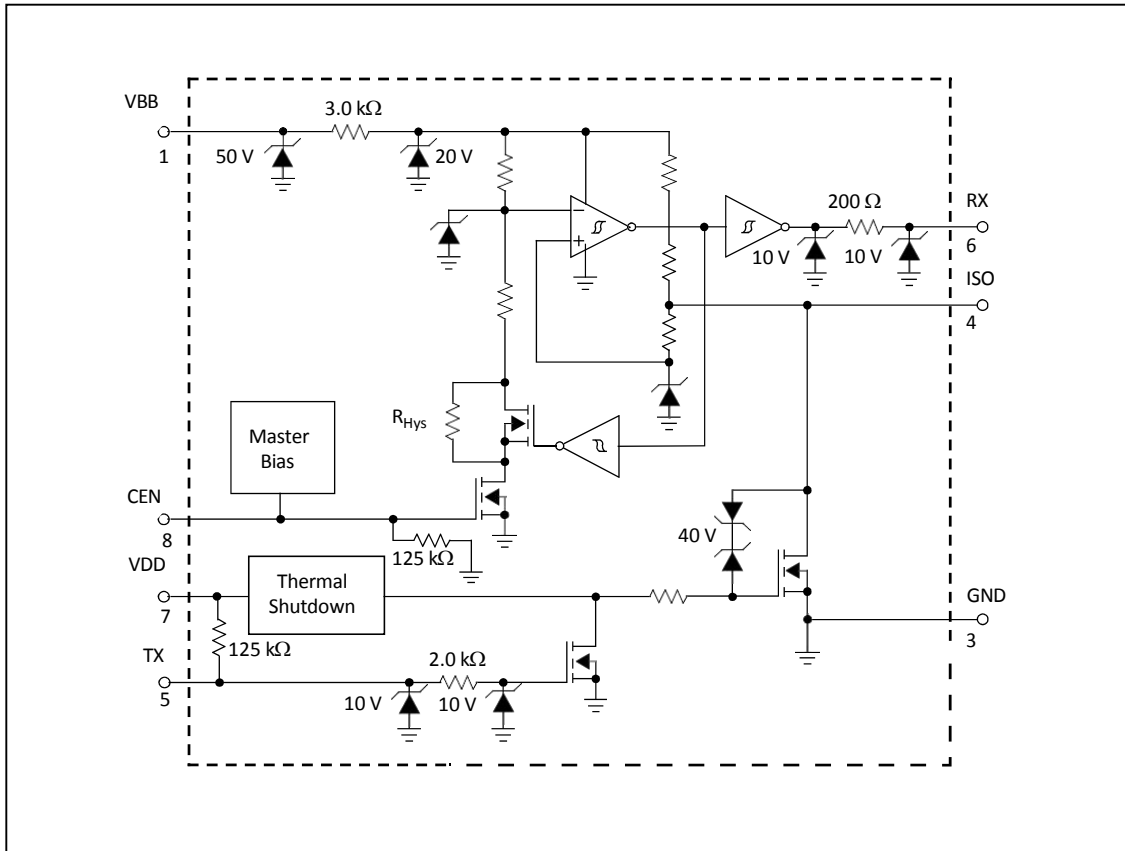 VBB
1
3.0 kΩ
50 V
20 V
200 Ω
RX
6
10 V
10 V
ISO
4
RHys
Master
Bias
CEN
8
125 kΩ
40 V
VDD
7
Thermal
Shutdown
GND
3
125 kΩ
TX
5
2.0 kΩ
10 V
10 V